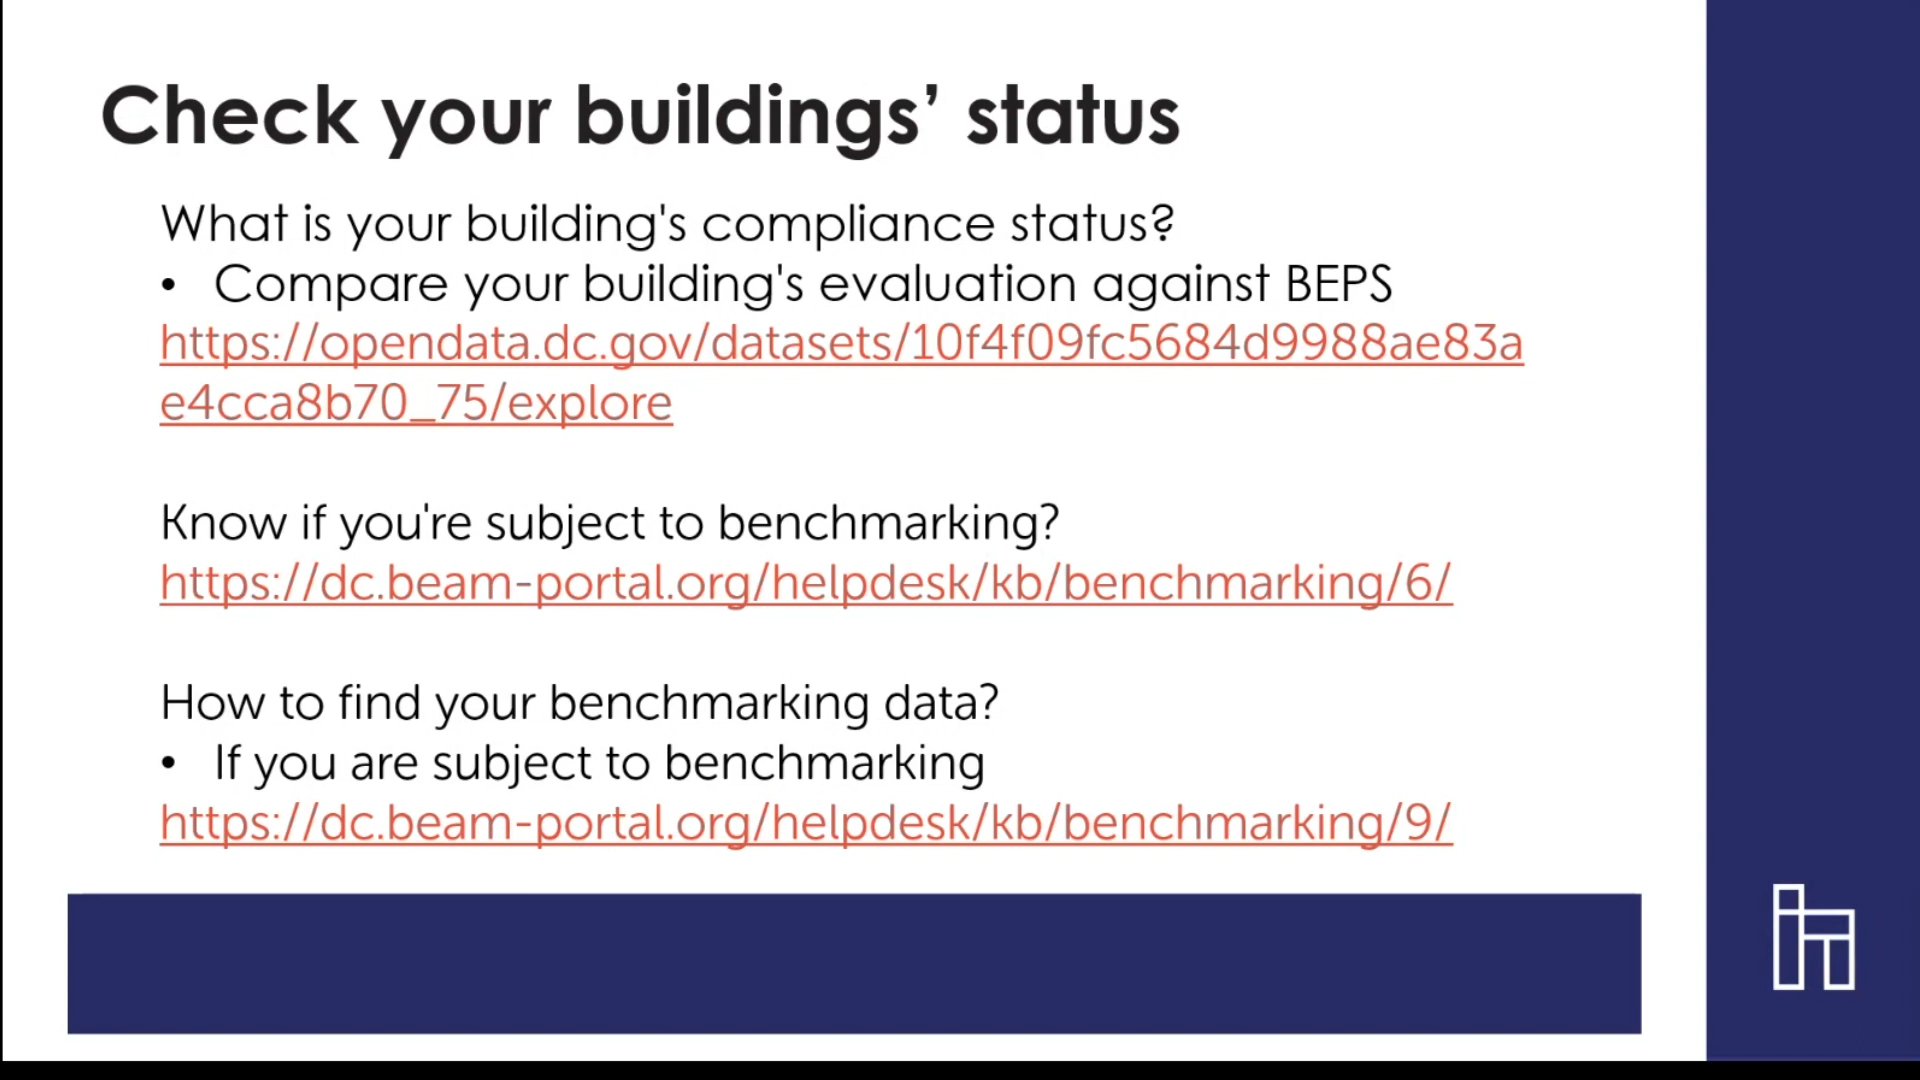 Check your buildings’ status
What is your building's compliance status?
• Compare your building's evaluation against BEPS
https://opendata.dc.gov/datasets/10f4f09fc5684d9988ae83a
e4cca8b70_75/explore
Know if you're subject to benchmarking?
https://dc.beam-portal.org/helpdesk/kb/benchmarking/6/
How to find your benchmarking data?
• If you are subject to benchmarking
https://dc.beam-portal.org/helpdesk/kb/benchmarking/9/